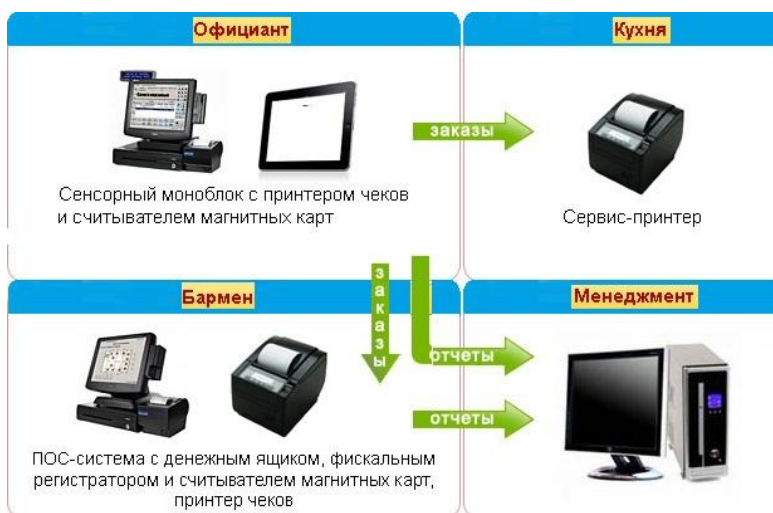 Официант
Кухня
заказы
Сенсорный моноблок с принтером чеков
и считывателем магнитных карт
Сервис-принтер
заказы
Бармен
Менеджмент
отчеты
отчеты
ПОС-система с денежным ящиком, фискальным
регистратором и считывателем магнитных карт,
принтер чеков